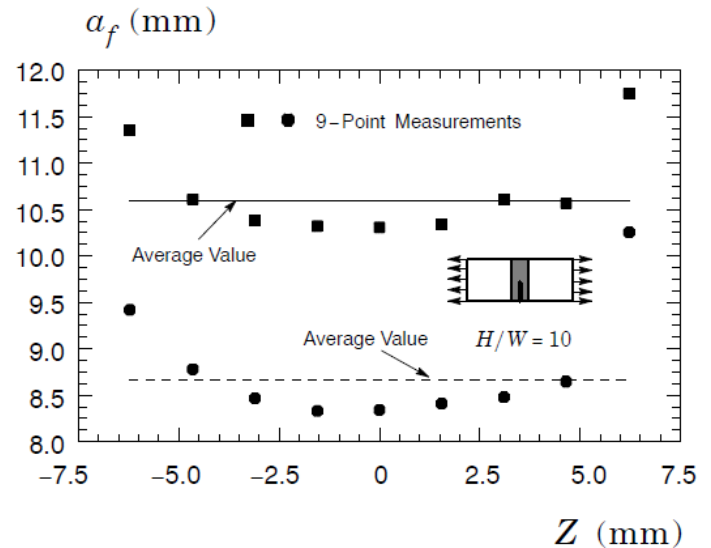 a_f (mm)
12.0
11.5
11.0
10.5
10.0
9.5
9.0
8.5
8.0
9−Point Measurements
Average Value
Average Value
H/W = 10
−7.5 −5.0 −2.5 0 2.5 5.0 7.5
Z (mm)